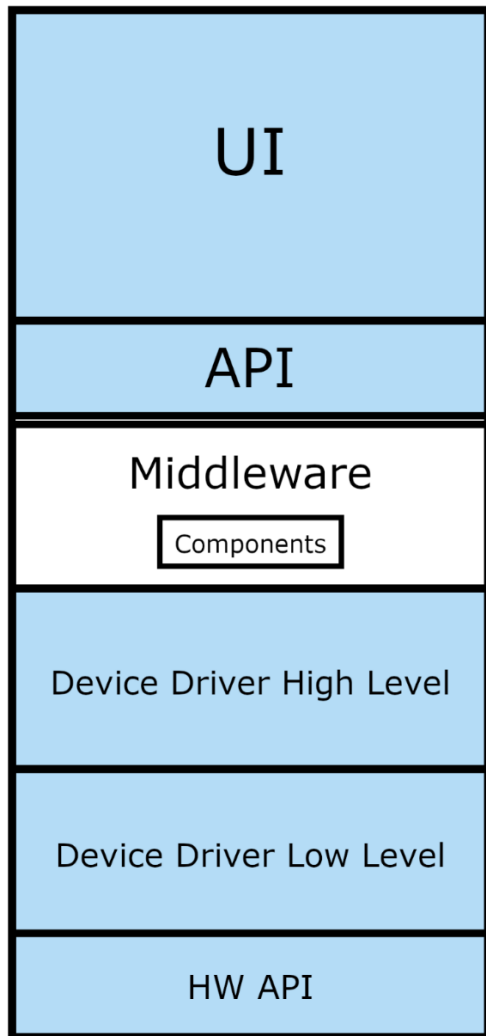 UI
API
Middleware
Components
Device Driver High Level
Device Driver Low Level
HW API